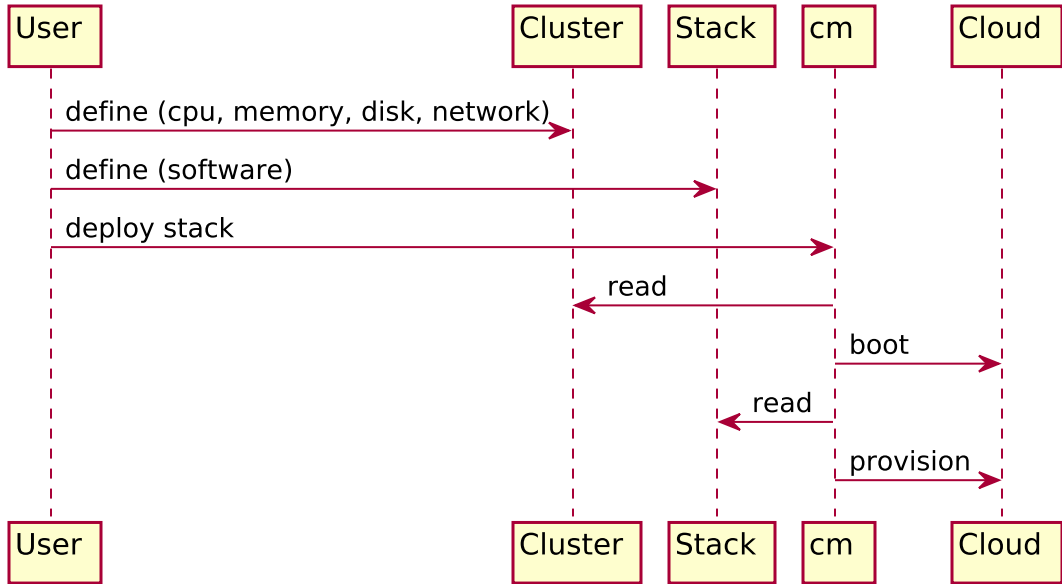 User Cluster Stack cm Cloud
define (cpu, memory, disk, network)
define (software)
deploy stack
read
boot
read
provision
User Cluster Stack cm Cloud